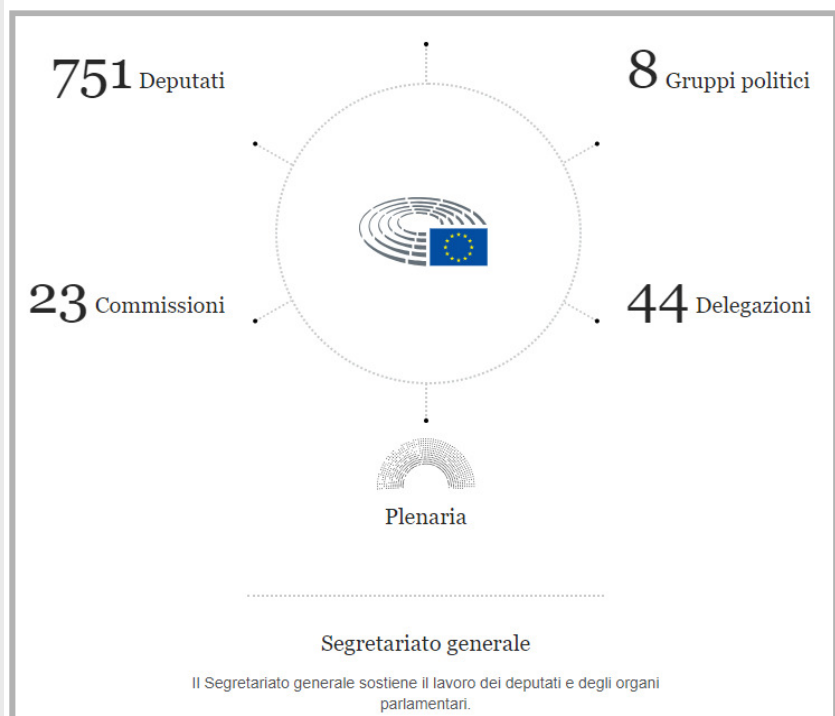 751 Deputati
8 Gruppi politici
23 Commissioni
44 Delegazioni
Plenaria
Segretariato generale
Il Segretariato generale sostiene il lavoro dei deputati e degli organi
parlamentari.